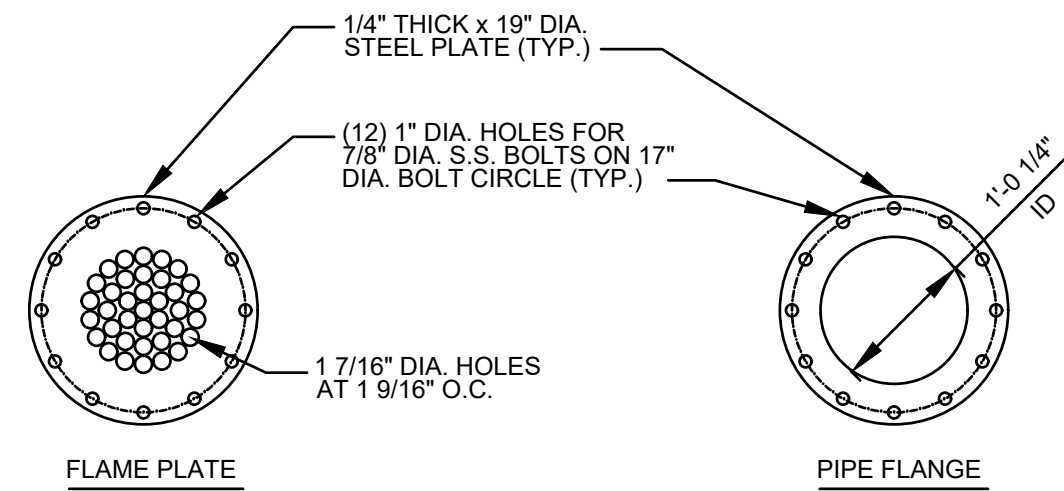 1/4" THICK x 19" DIA.
STEEL PLATE (TYP.)
(12) 1" DIA. HOLES FOR
7/8" DIA. S.S. BOLTS ON 17"
DIA. BOLT CIRCLE (TYP.)
1'-0 1/4"
ID
1 7/16" DIA. HOLES
AT 1 9/16" O.C.
FLAME PLATE
PIPE FLANGE